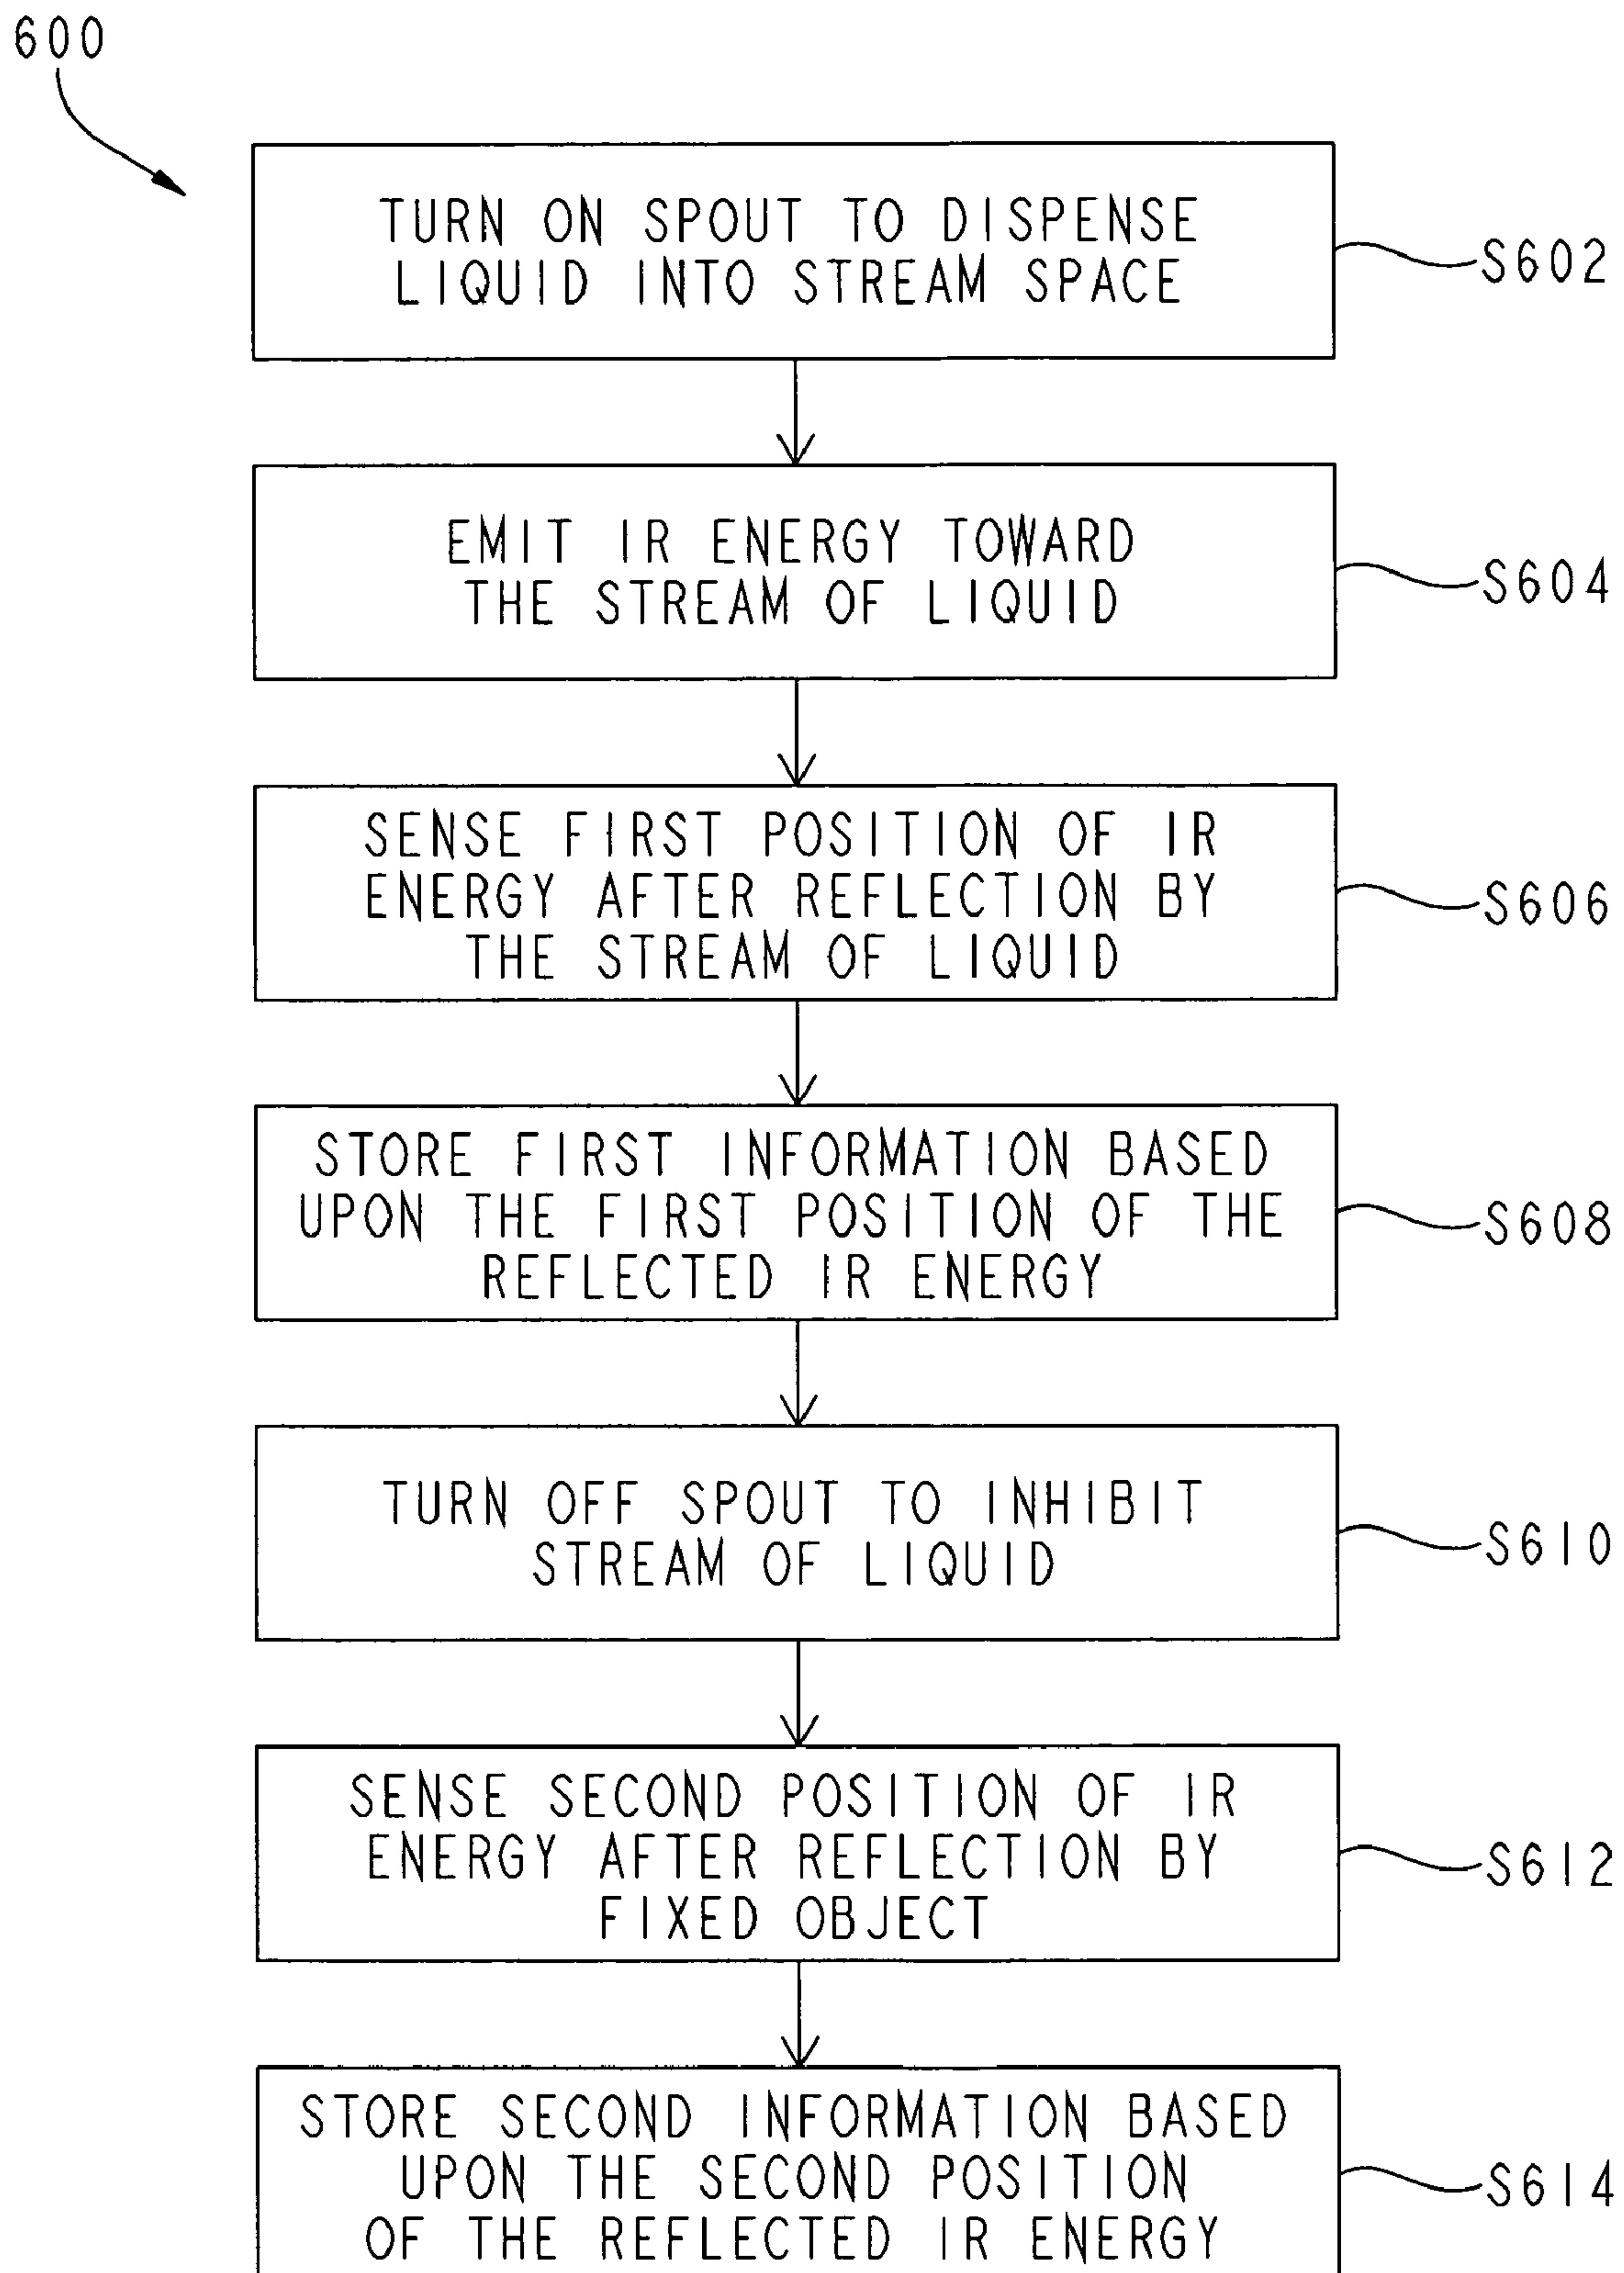 600
TURN ON SPOUT TO DISPENSE
LIQUID INTO STREAM SPACE
S602
EMIT IR ENERGY TOWARD
THE STREAM OF LIQUID
S604
SENSE FIRST POSITION OF IR
ENERGY AFTER REFLECTION BY
THE STREAM OF LIQUID
S606
STORE FIRST INFORMATION BASED
UPON THE FIRST POSITION OF THE
REFLECTED IR ENERGY
S608
TURN OFF SPOUT TO INHIBIT
STREAM OF LIQUID
S610
SENSE SECOND POSITION OF IR
ENERGY AFTER REFLECTION BY
FIXED OBJECT
S612
STORE SECOND INFORMATION BASED
UPON THE SECOND POSITION
OF THE REFLECTED IR ENERGY
S614